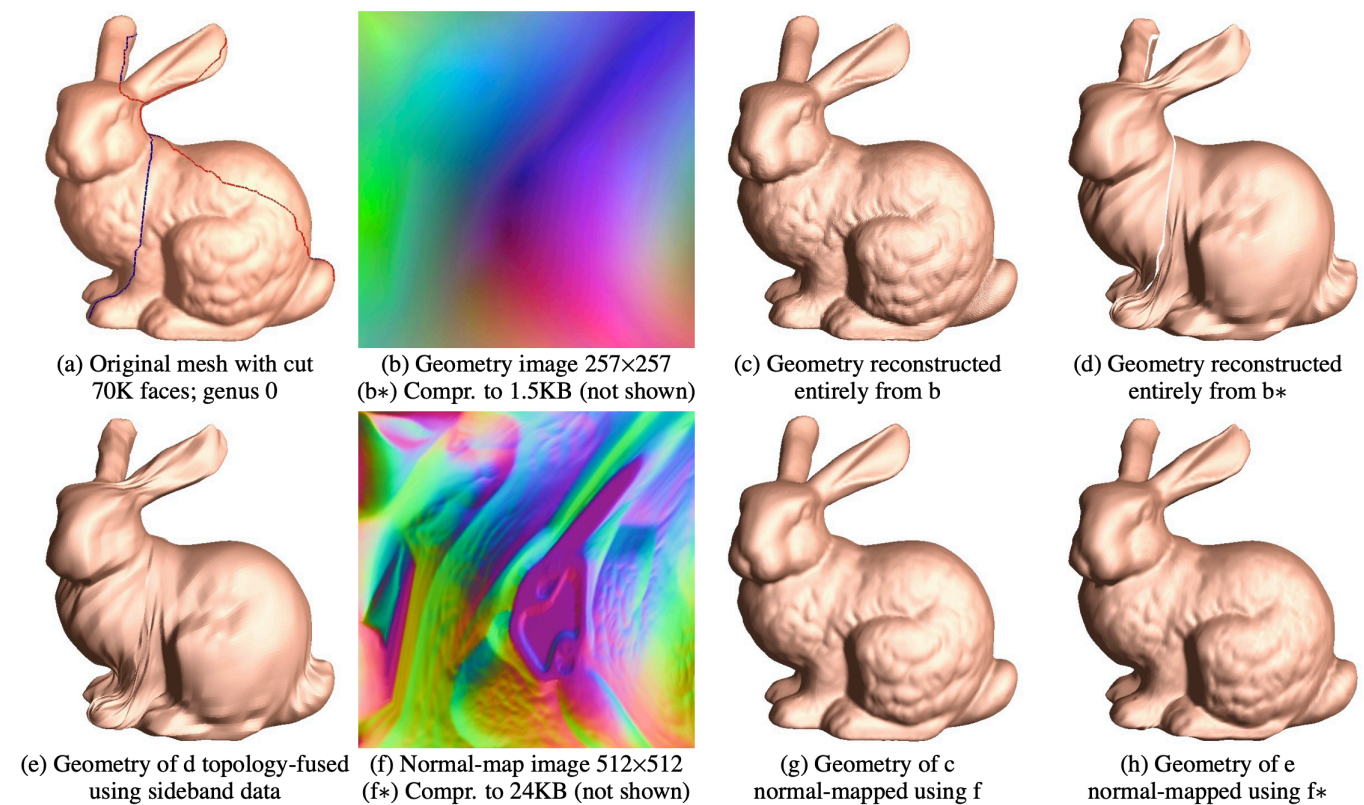 (a) Original mesh with cut
70K faces; genus 0
(b) Geometry image 257×257
(b∗) Compr. to 1.5KB (not shown)
(c) Geometry reconstructed
entirely from b
(d) Geometry reconstructed
entirely from b∗
(e) Geometry of d topology-fused
using sideband data
(f) Normal-map image 512×512
(f∗) Compr. to 24KB (not shown)
(g) Geometry of c
normal-mapped using f
(h) Geometry of e
normal-mapped using f∗